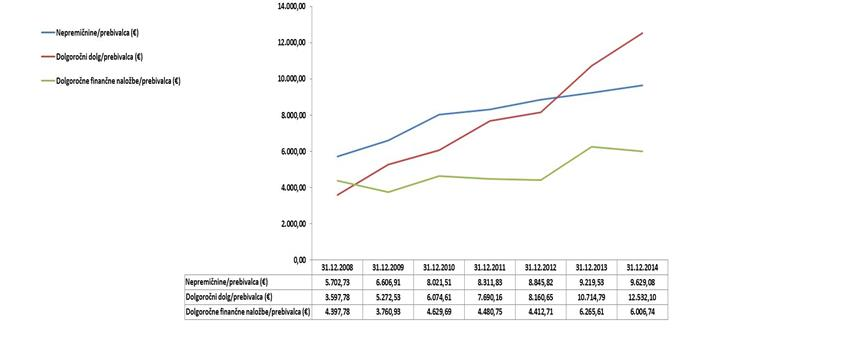 14.000,00
Nepremičnine/prebivalca (€)
12.000,00
Dolgoročni dolg/prebivalca (€)
Dolgoročne finančne naložbe/prebivalca (€)
10.000,00
8.000,00
6.000,00
4.000,00
2.000,00
0,00
31.12.2008 31.12.2009 31.12.2010 31.12.2011 31.12.2012 31.12.2013 31.12.2014
Nepremičnine/prebivalca (€) 5.702,73 6.606,91 8.021,51 8.311,83 8.845,82 9.219,53 9.629,08
Dolgoročni dolg/prebivalca (€) 3.597,78 5.272,53 6.074,61 7.690,16 8.160,65 10.714,79 12.532,10
Dolgoročne finančne naložbe/prebivalca (€) 4.397,78 3.760,93 4.629,69 4.480,75 4.412,71 6.265,61 6.006,74